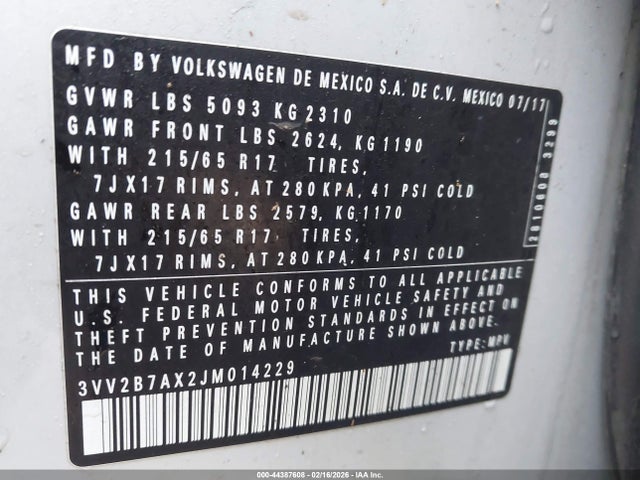 MFD BY VOLKSWAGEN DE MEXICO S.A. DE C.V. MEXICO 07/17
GVWR LBS 5093 KG 2310
GAWR FRONT LBS 2624, KG 1190
WITH 215/65 R17 TIRES,
7JX17 RIMS, AT 280 KPA, 41 PSI COLD
GAWR REAR LBS 2579, KG 1170
WITH 215/65 R17 TIRES,
7JX17 RIMS, AT 280 KPA, 41 PSI COLD
THIS VEHICLE CONFORMS TO ALL APPLICABLE
U.S. FEDERAL MOTOR VEHICLE SAFETY AND
THEFT PREVENTION STANDARDS IN EFFECT ON
THE DATE OF MANUFACTURE SHOWN ABOVE.
TYPE: MPV
3VV2B7AX2JM014229
2810600 3299
000-44387608 - 02/16/2026 - IAAI.CA